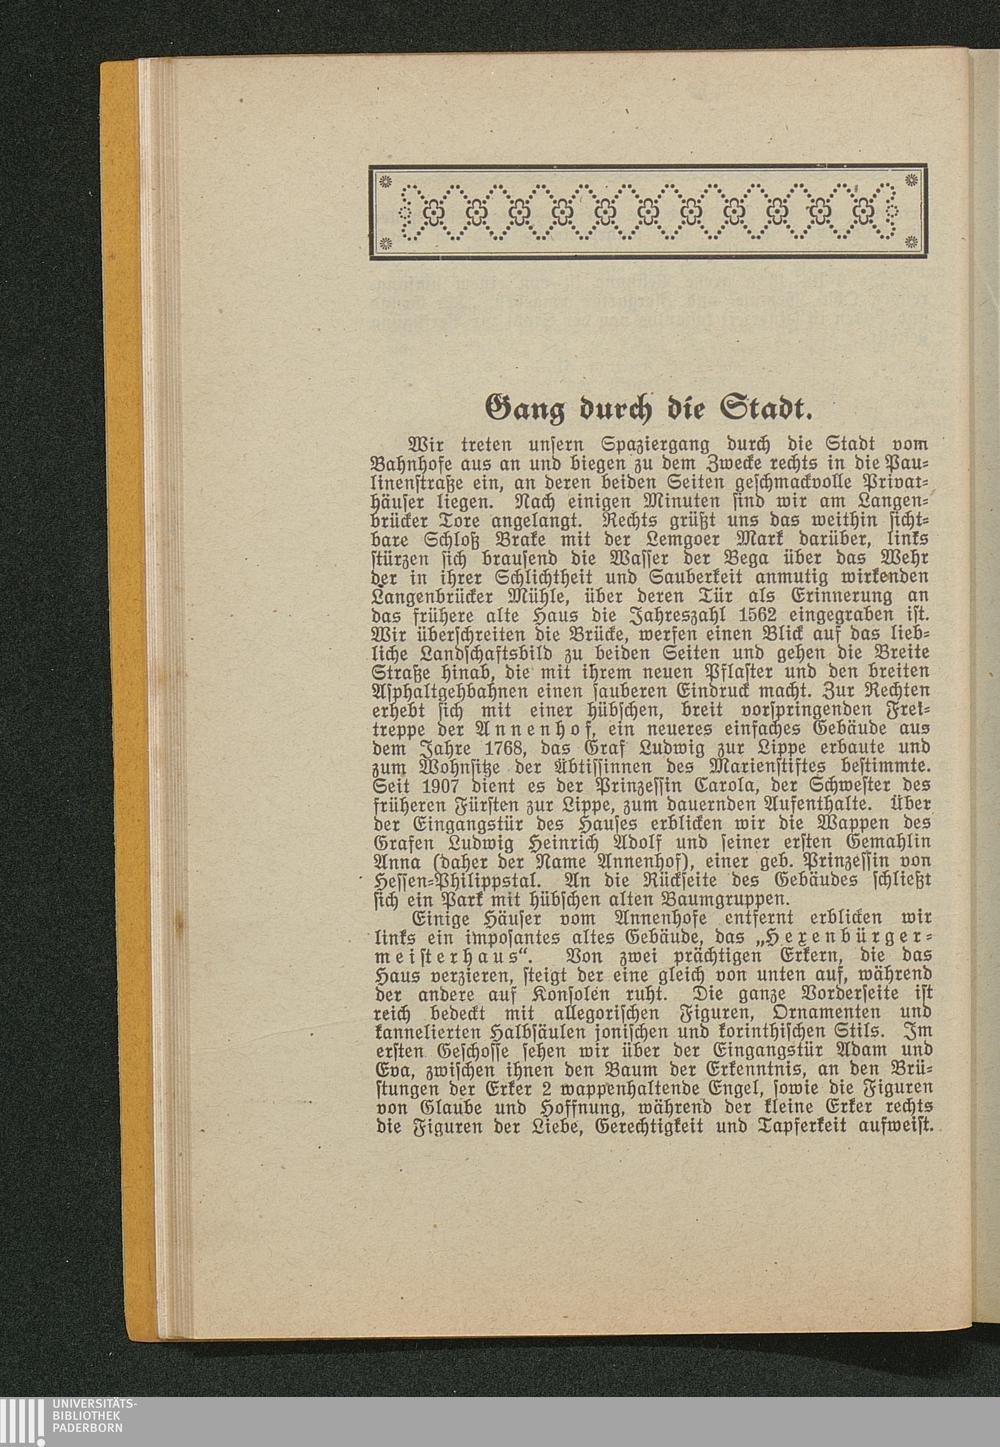 Gang durch die Stadt.
Wir treten unsern Spaziergang durch die Stadt vom
Bahnhofe aus an und biegen zu dem Zwecke rechts in die Pau-
linenstraße ein, an deren beiden Seiten geschmackvolle Privat-
häuser liegen. Nach einigen Minuten sind wir am Langen-
brücker Tore angelangt. Rechts grüßt uns das weithin sicht-
bare Schloß Brake mit der Lemgoer Mark darüber, links
stürzen sich brausend die Wasser der Bega über das Wehr
der in ihrer Schlichtheit und Sauberkeit anmutig wirkenden
Langenbrücker Mühle, über deren Tür als Erinnerung an
das frühere alte Haus die Jahreszahl 1562 eingegraben ist.
Wir überschreiten die Brücke, werfen einen Blick auf das lieb-
liche Landschaftsbild zu beiden Seiten und gehen die Breite
Straße hinab, die mit ihrem neuen Pflaster und den breiten
Asphaltgehbahnen einen sauberen Eindruck macht. Zur Rechten
erhebt sich mit einer hübschen, breit vorspringenden Frei-
treppe der Annenhof, ein neueres einfaches Gebäude aus
dem Jahre 1768, das Graf Ludwig zur Lippe erbaute und
zum Wohnsitze der Äbtissinnen des Marienstiftes bestimmte.
Seit 1907 dient es der Prinzessin Carola, der Schwester des
früheren Fürsten zur Lippe, zum dauernden Aufenthalte. Über
der Eingangstür des Hauses erblicken wir die Wappen des
Grafen Ludwig Heinrich Adolf und seiner ersten Gemahlin
Anna (daher der Name Annenhof), einer geb. Prinzessin von
Hessen-Philippstal. An die Rückseite des Gebäudes schließt
sich ein Park mit hübschen alten Baumgruppen.
Einige Häuser vom Annenhofe entfernt erblicken wir
links ein imposantes altes Gebäude, das „Hexenbürger-
meisterhaus“. Von zwei prächtigen Erkern, die das
Haus verzieren, steigt der eine gleich von unten auf, während
der andere auf Konsolen ruht. Die ganze Vorderseite ist
reich bedeckt mit allegorischen Figuren, Ornamenten und
kannelierten Halbsäulen jonischen und korinthischen Stils. Im
ersten Geschosse sehen wir über der Eingangstür Adam und
Eva, zwischen ihnen den Baum der Erkenntnis, an den Brü-
stungen der Erker 2 wappenhaltende Engel, sowie die Figuren
von Glaube und Hoffnung, während der kleine Erker rechts
die Figuren der Liebe, Gerechtigkeit und Tapferkeit aufweist.
UNIVERSITÄTS-
BIBLIOTHEK
PADERBORN